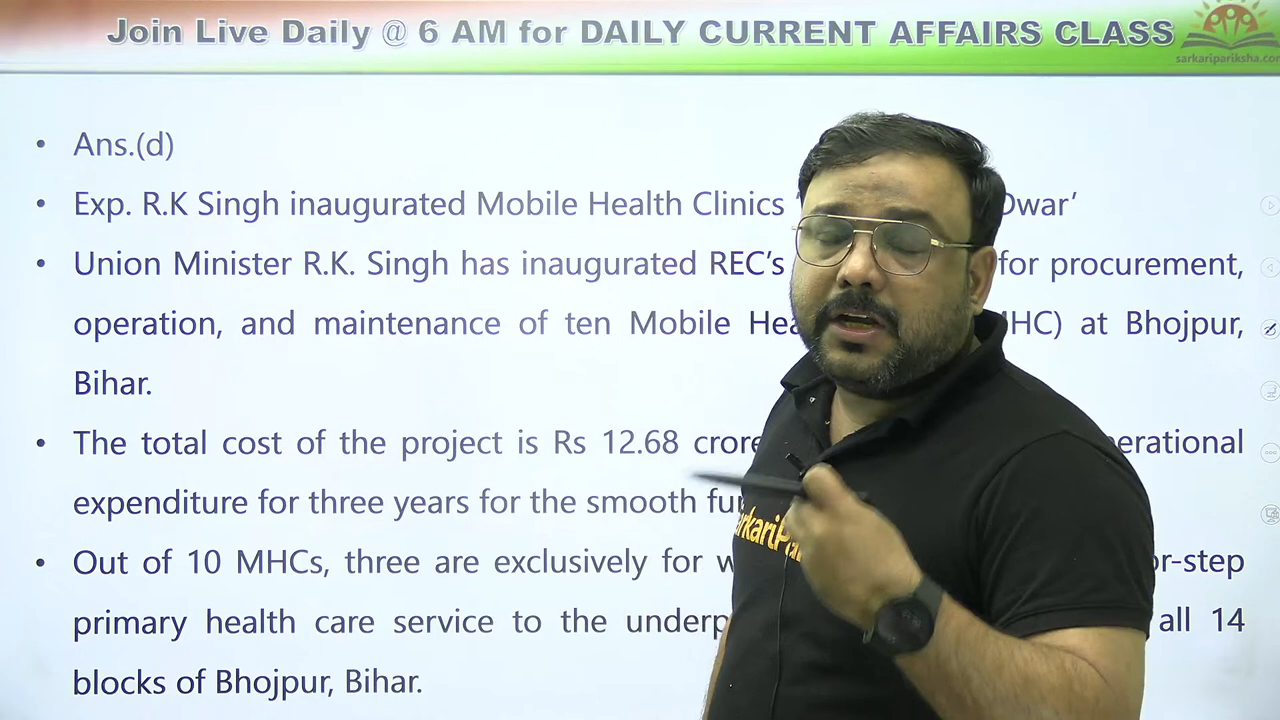 Join Live Daily @ 6 AM for DAILY CURRENT AFFAIRS CLASS
sarkaripariksha.com
• Ans.(d)
• Exp. R.K Singh inaugurated Mobile Health Clinics ‘ Dwar’
• Union Minister R.K. Singh has inaugurated REC’s for procurement,
operation, and maintenance of ten Mobile Hea MHC) at Bhojpur,
Bihar.
• The total cost of the project is Rs 12.68 crore erational
expenditure for three years for the smooth fu
arkariPa
• Out of 10 MHCs, three are exclusively for w or-step
primary health care service to the underp all 14
blocks of Bhojpur, Bihar.